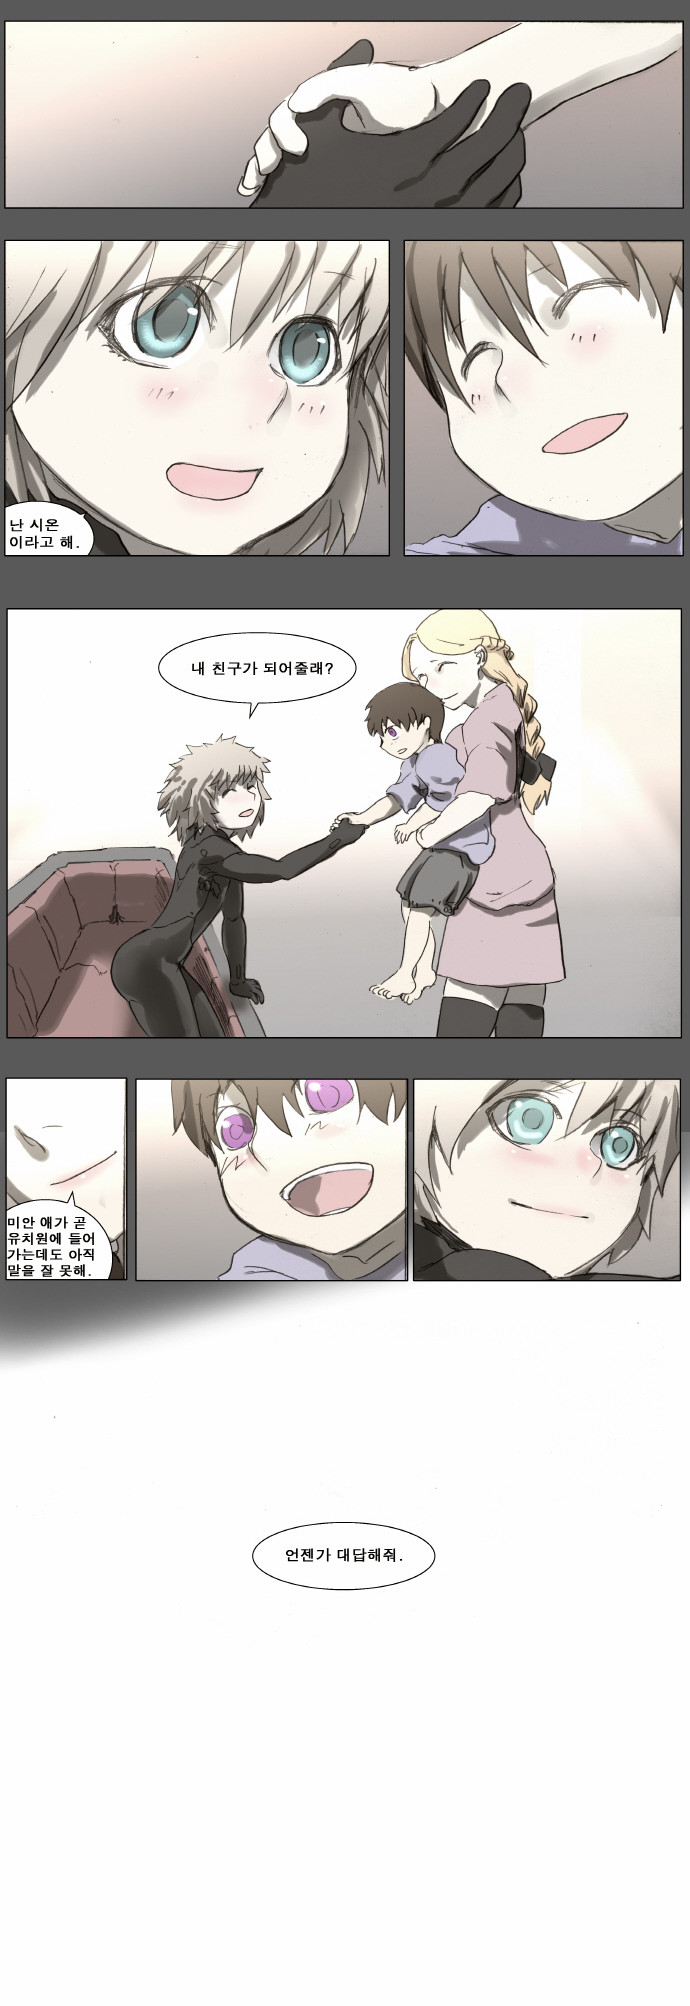 난 시온
이라고 해.
내 친구가 되어줄래?
미안 애가 곧
유치원에 들어
가는데도 아직
말을 잘 못해.
언젠가 대답해줘.